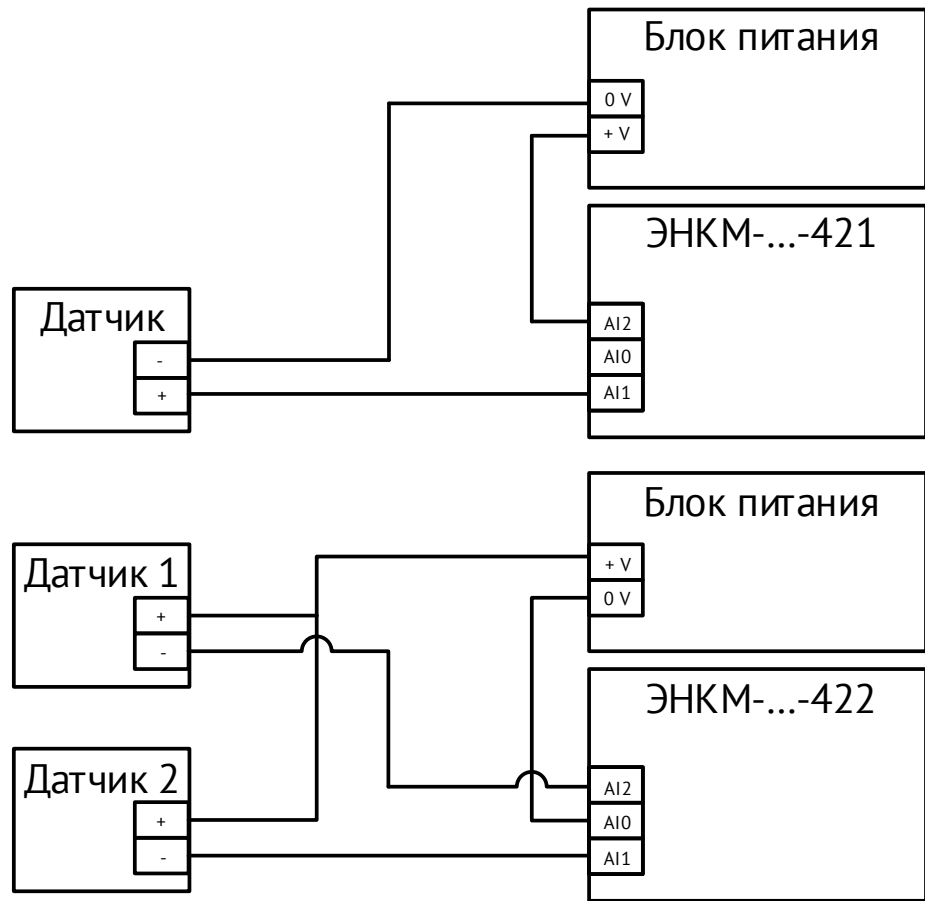 Блок питания
0 V
+ V
ЭНКМ-...-421
AI2
AI0
AI1
Датчик
-
+
Блок питания
+ V
0 V
Датчик 1
+
-
ЭНКМ-...-422
AI2
AI0
AI1
Датчик 2
+
-